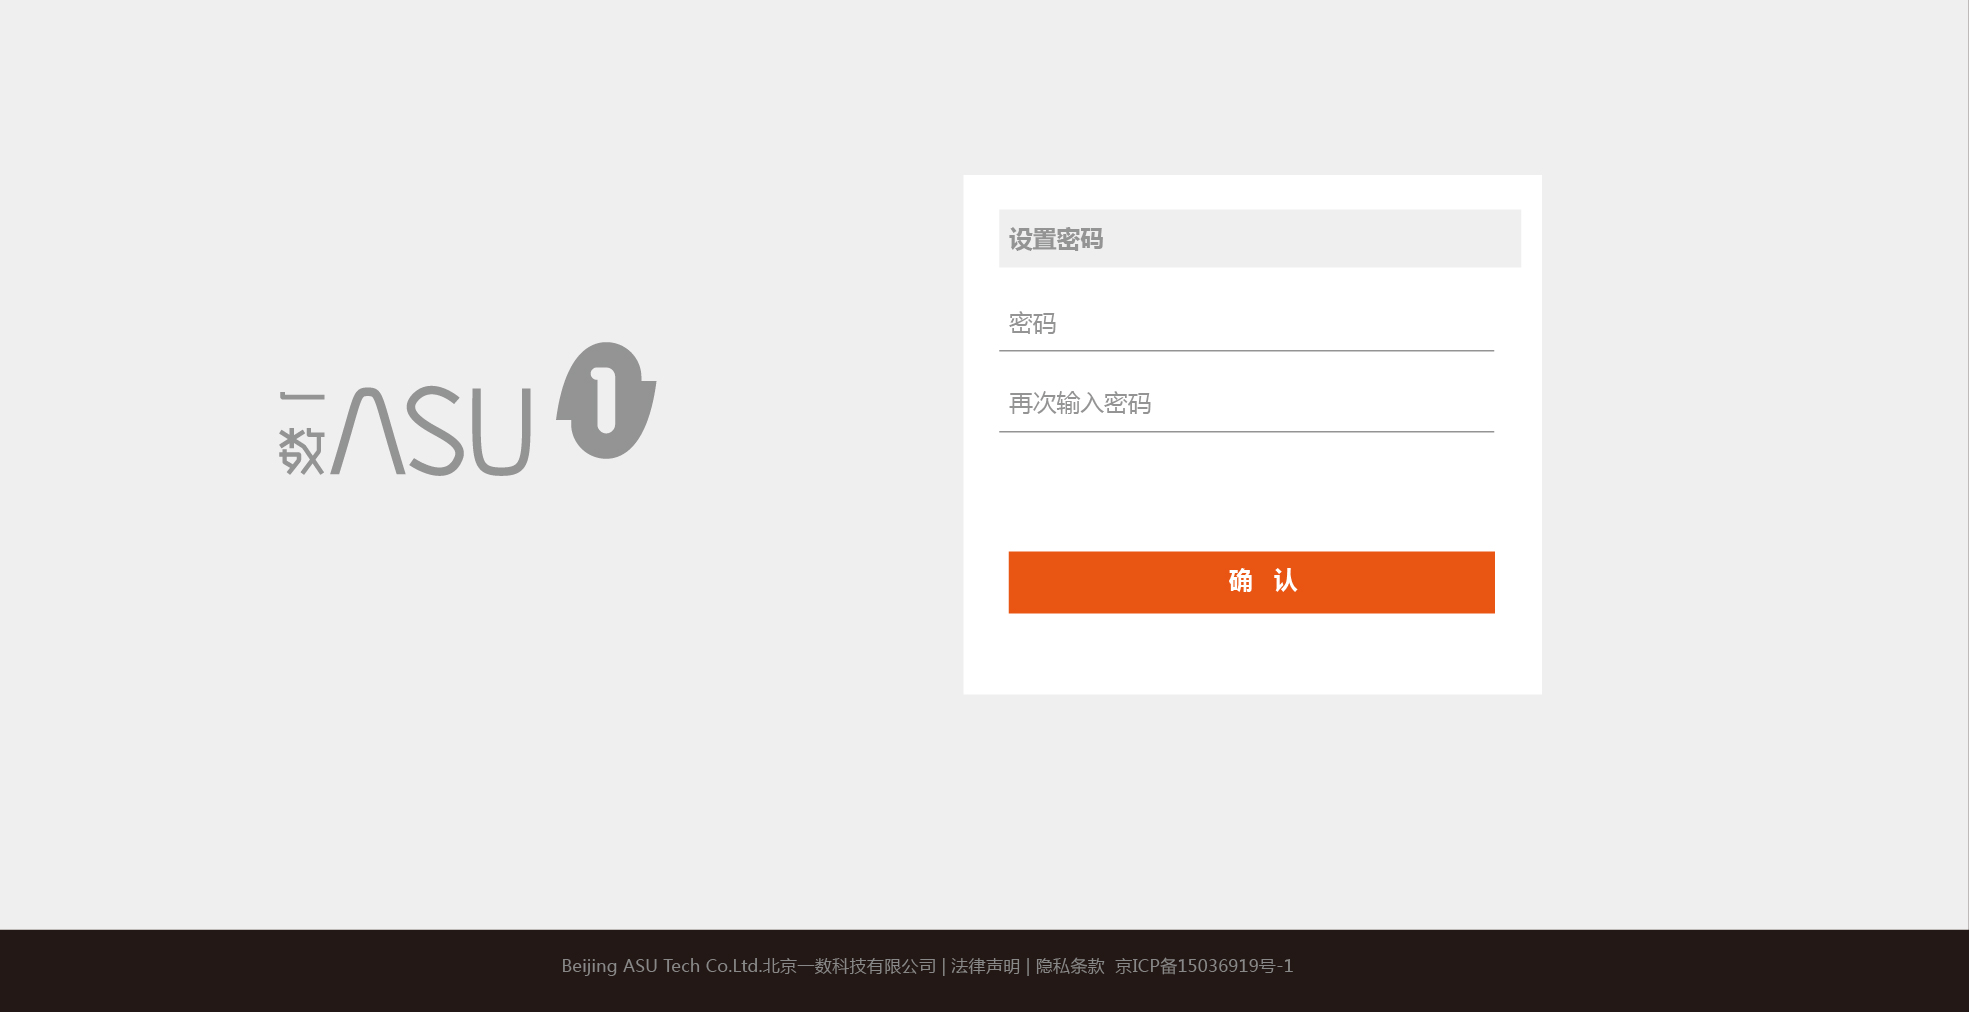 一数 ASU 1
设置密码
密码
再次输入密码
确 认
Beijing ASU Tech Co.Ltd.北京一数科技有限公司 | 法律声明 | 隐私条款 京ICP备15036919号-1